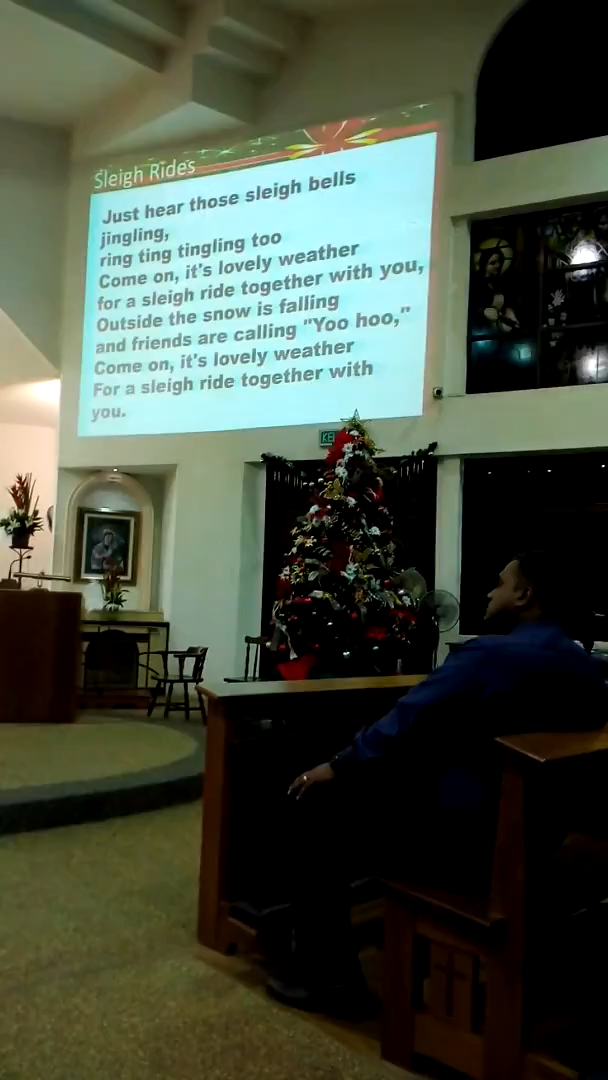 Sleigh Rides
Just hear those sleigh bells
jingling,
ring ting tingling too
Come on, it's lovely weather
for a sleigh ride together with you,
Outside the snow is falling
and friends are calling "Yoo hoo,"
Come on, it's lovely weather
For a sleigh ride together with
you.